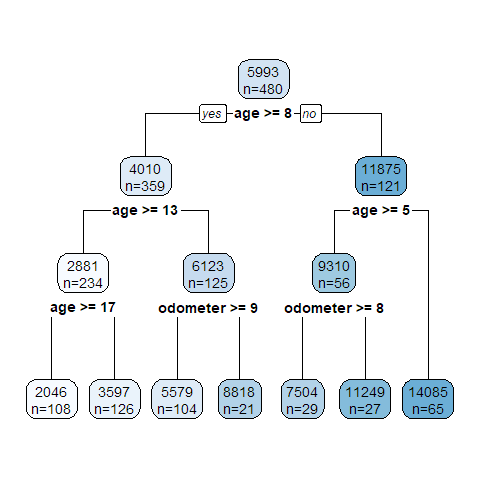 5993
n=480
yes age >= 8 no
4010
n=359
11875
n=121
age >= 13
age >= 5
2881
n=234
6123
n=125
9310
n=56
age >= 17
odometer >= 9
odometer >= 8
2046
n=108
3597
n=126
5579
n=104
8818
n=21
7504
n=29
11249
n=27
14085
n=65